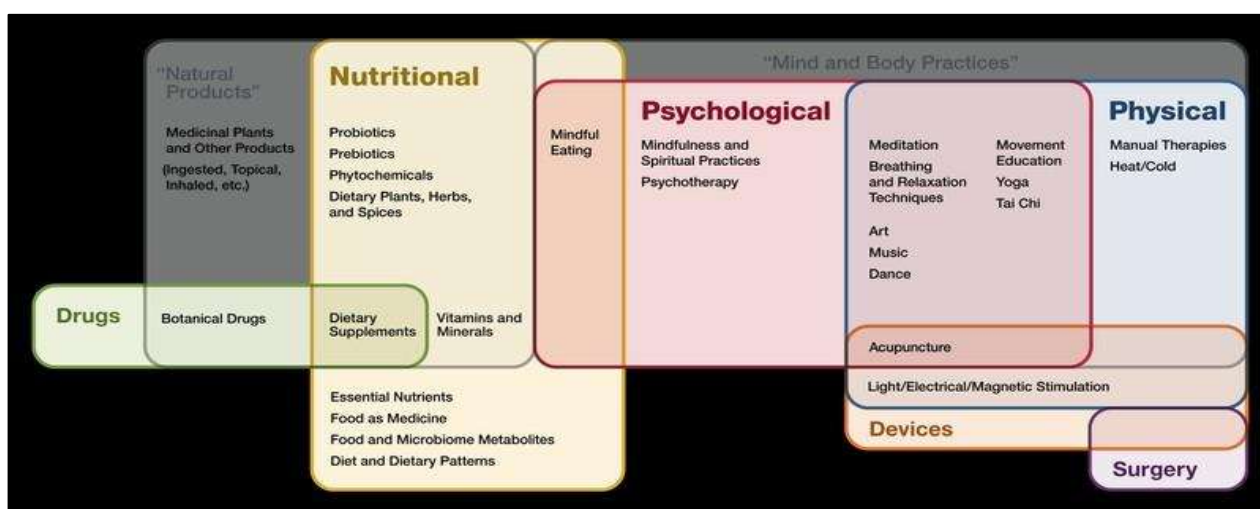 "Natural
Products"
Medicinal Plants
and Other Products
(Ingested, Topical,
Inhaled, etc.)
Nutritional
Probiotics
Prebiotics
Phytochemicals
Dietary Plants, Herbs,
and Spices
Mindful
Eating
"Mind and Body Practices"
Psychological
Mindfulness and
Spiritual Practices
Psychotherapy
Meditation
Breathing
and Relaxation
Techniques
Art
Music
Dance
Movement
Education
Yoga
Tai Chi
Physical
Manual Therapies
Heat/Cold
Drugs
Botanical Drugs
Dietary
Supplements
Vitamins and
Minerals
Acupuncture
Light/Electrical/Magnetic Stimulation
Essential Nutrients
Food as Medicine
Food and Microbiome Metabolites
Diet and Dietary Patterns
Devices
Surgery